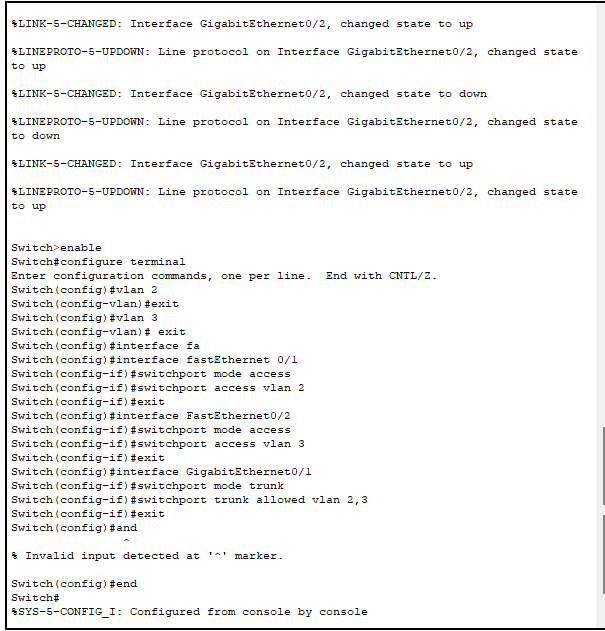 %LINK-5-CHANGED: Interface GigabitEthernet0/2, changed state to up
%LINEPROTO-5-UPDOWN: Line protocol on Interface GigabitEthernet0/2, changed state
to up
%LINK-5-CHANGED: Interface GigabitEthernet0/2, changed state to down
%LINEPROTO-5-UPDOWN: Line protocol on Interface GigabitEthernet0/2, changed state
to down
%LINK-5-CHANGED: Interface GigabitEthernet0/2, changed state to up
%LINEPROTO-5-UPDOWN: Line protocol on Interface GigabitEthernet0/2, changed state
to up
Switch>enable
Switch#configure terminal
Enter configuration commands, one per line.  End with CNTL/Z.
Switch(config)#vlan 2
Switch(config-vlan)#exit
Switch(config)#vlan 3
Switch(config-vlan)# exit
Switch(config)#interface fa
Switch(config)#interface fastEthernet 0/1
Switch(config-if)#switchport mode access
Switch(config-if)#switchport access vlan 2
Switch(config-if)#exit
Switch(config)#interface FastEthernet0/2
Switch(config-if)#switchport mode access
Switch(config-if)#switchport access vlan 3
Switch(config-if)#exit
Switch(config)#interface GigabitEthernet0/1
Switch(config-if)#switchport mode trunk
Switch(config-if)#switchport trunk allowed vlan 2,3
Switch(config-if)#exit
Switch(config)#and
^
% Invalid input detected at '^' marker.
Switch(config)#end
Switch#
%SYS-5-CONFIG_I: Configured from console by console